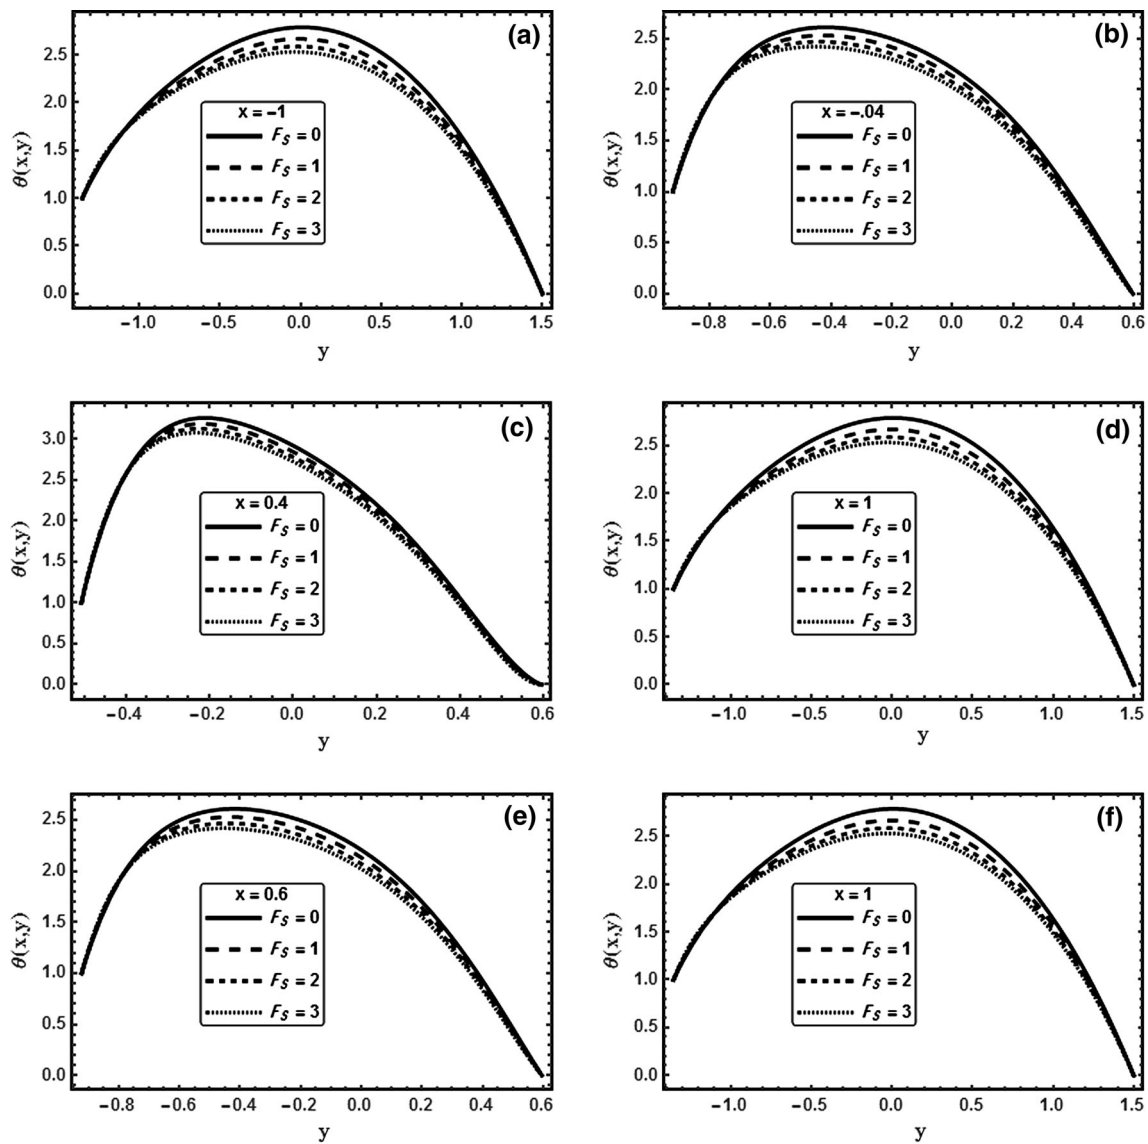 (a)
θ(x,y)
2.5
2.0
1.5
1.0
0.5
0.0
x = −1
F_S = 0
F_S = 1
F_S = 2
F_S = 3
−1.0 −0.5 0.0 0.5 1.0 1.5
y
(b)
θ(x,y)
2.5
2.0
1.5
1.0
0.5
0.0
x = −.04
F_S = 0
F_S = 1
F_S = 2
F_S = 3
−0.8 −0.6 −0.4 −0.2 0.0 0.2 0.4 0.6
y
(c)
θ(x,y)
3.0
2.5
2.0
1.5
1.0
0.5
0.0
x = 0.4
F_S = 0
F_S = 1
F_S = 2
F_S = 3
−0.4 −0.2 0.0 0.2 0.4 0.6
y
(d)
θ(x,y)
2.5
2.0
1.5
1.0
0.5
0.0
x = 1
F_S = 0
F_S = 1
F_S = 2
F_S = 3
−1.0 −0.5 0.0 0.5 1.0 1.5
y
(e)
θ(x,y)
2.5
2.0
1.5
1.0
0.5
0.0
x = 0.6
F_S = 0
F_S = 1
F_S = 2
F_S = 3
−0.8 −0.6 −0.4 −0.2 0.0 0.2 0.4 0.6
y
(f)
θ(x,y)
2.5
2.0
1.5
1.0
0.5
0.0
x = 1
F_S = 0
F_S = 1
F_S = 2
F_S = 3
−1.0 −0.5 0.0 0.5 1.0 1.5
y